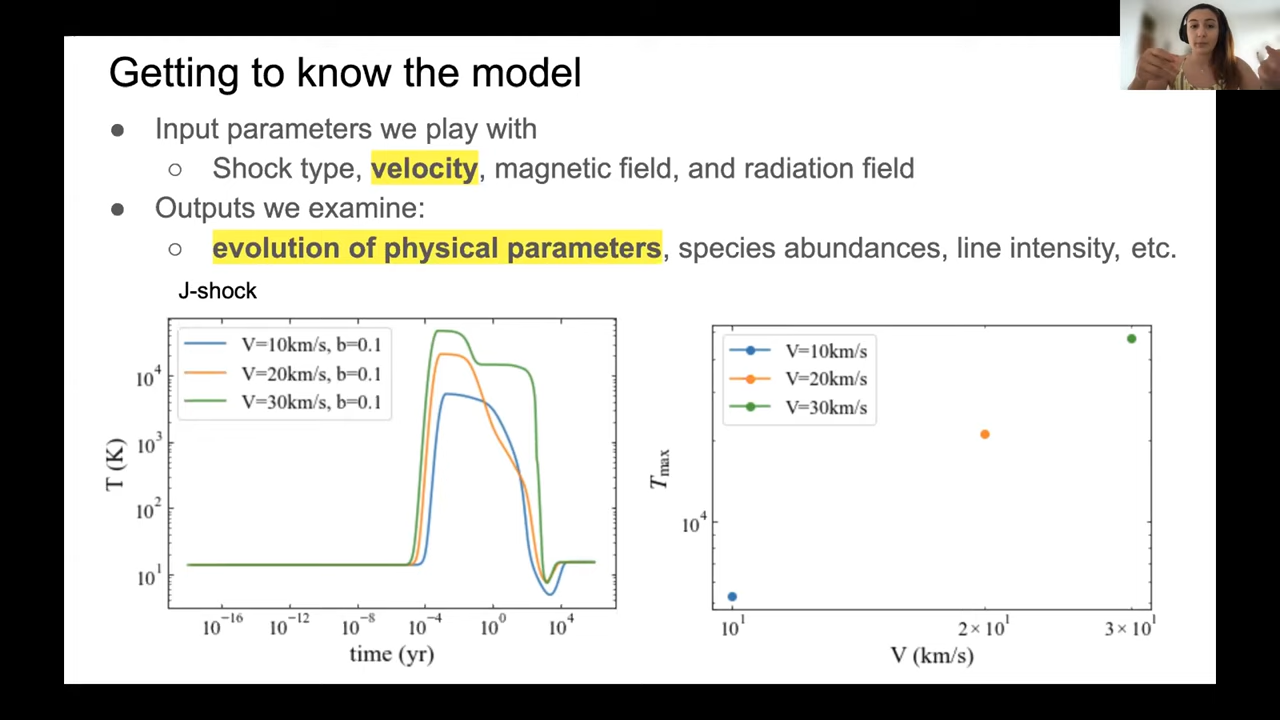 Getting to know the model
● Input parameters we play with
○ Shock type, velocity, magnetic field, and radiation field
● Outputs we examine:
○ evolution of physical parameters, species abundances, line intensity, etc.
J-shock
V=10km/s, b=0.1
V=20km/s, b=0.1
V=30km/s, b=0.1
10⁴
10³
10²
10¹
T (K)
10⁻¹⁶ 10⁻¹² 10⁻⁸ 10⁻⁴ 10⁰ 10⁴
time (yr)
V=10km/s
V=20km/s
V=30km/s
Tmax
10⁴
10¹ 2×10¹ 3×10¹
V (km/s)